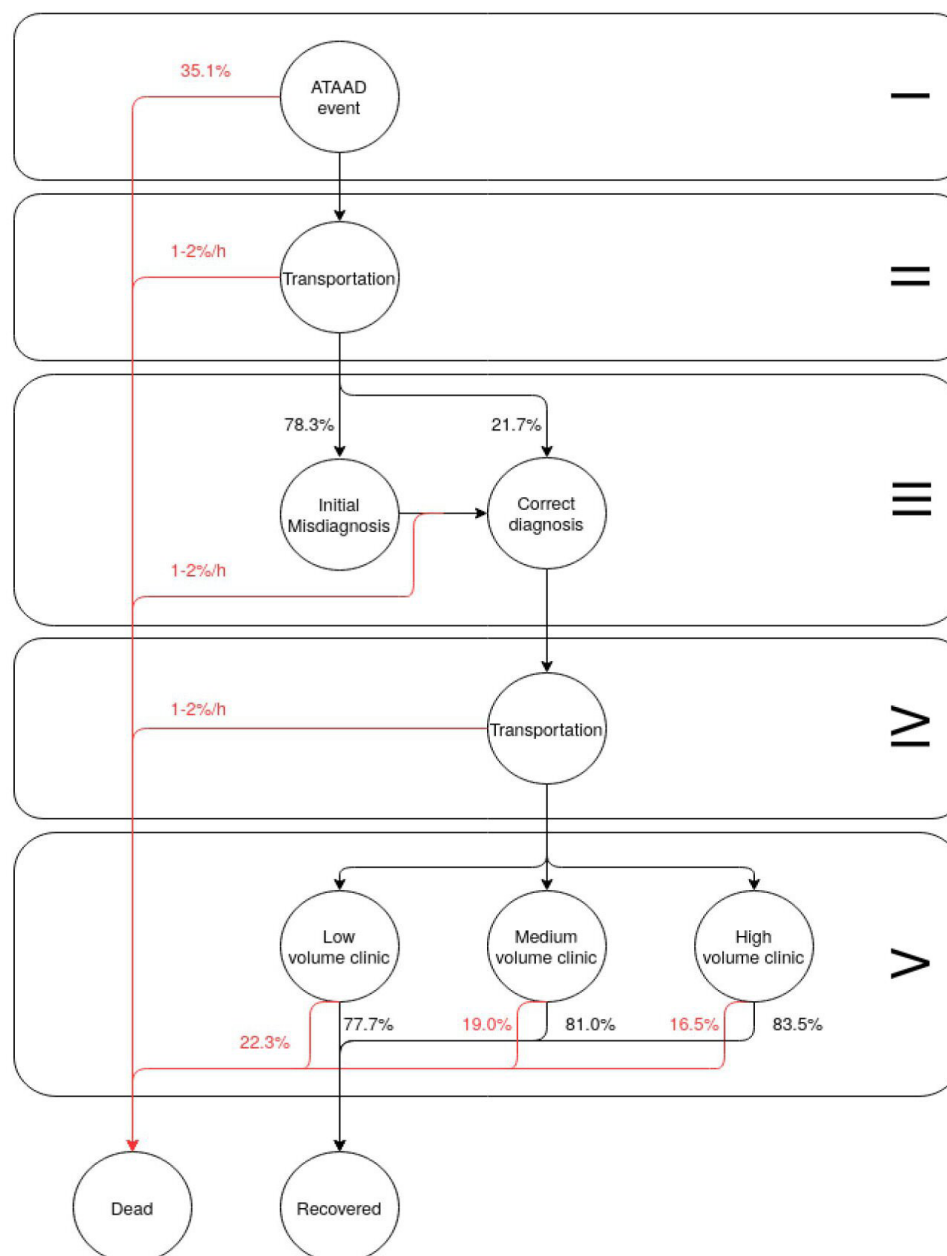 35.1%
ATAAD
event
I
1-2%/h
Transportation
II
78.3%
21.7%
Initial
Misdiagnosis
Correct
diagnosis
III
1-2%/h
1-2%/h
Transportation
IV
Low
volume clinic
Medium
volume clinic
High
volume clinic
V
22.3%
77.7%
19.0%
81.0%
16.5%
83.5%
Dead
Recovered